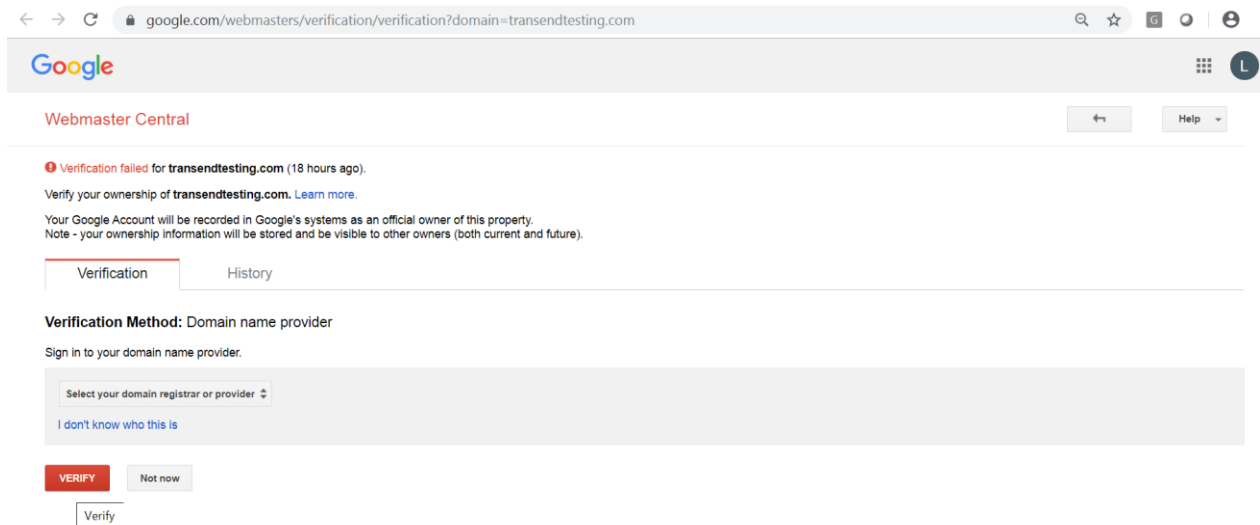 google.com/webmasters/verification/verification?domain=transendtesting.com
G
Google
L
Webmaster Central
Help
Verification failed for transendtesting.com (18 hours ago).
Verify your ownership of transendtesting.com. Learn more.
Your Google Account will be recorded in Google's systems as an official owner of this property.
Note - your ownership information will be stored and be visible to other owners (both current and future).
Verification History
Verification Method: Domain name provider
Sign in to your domain name provider.
Select your domain registrar or provider
I don't know who this is
VERIFY Not now
Verify